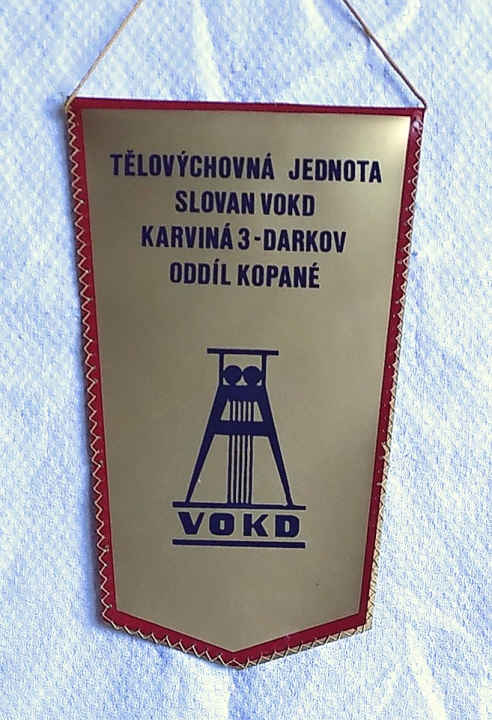 TĚLOVÝCHOVNÁ JEDNOTA
SLOVAN VOKD
KARVINÁ 3-DARKOV
ODDÍL KOPANÉ
VOKD